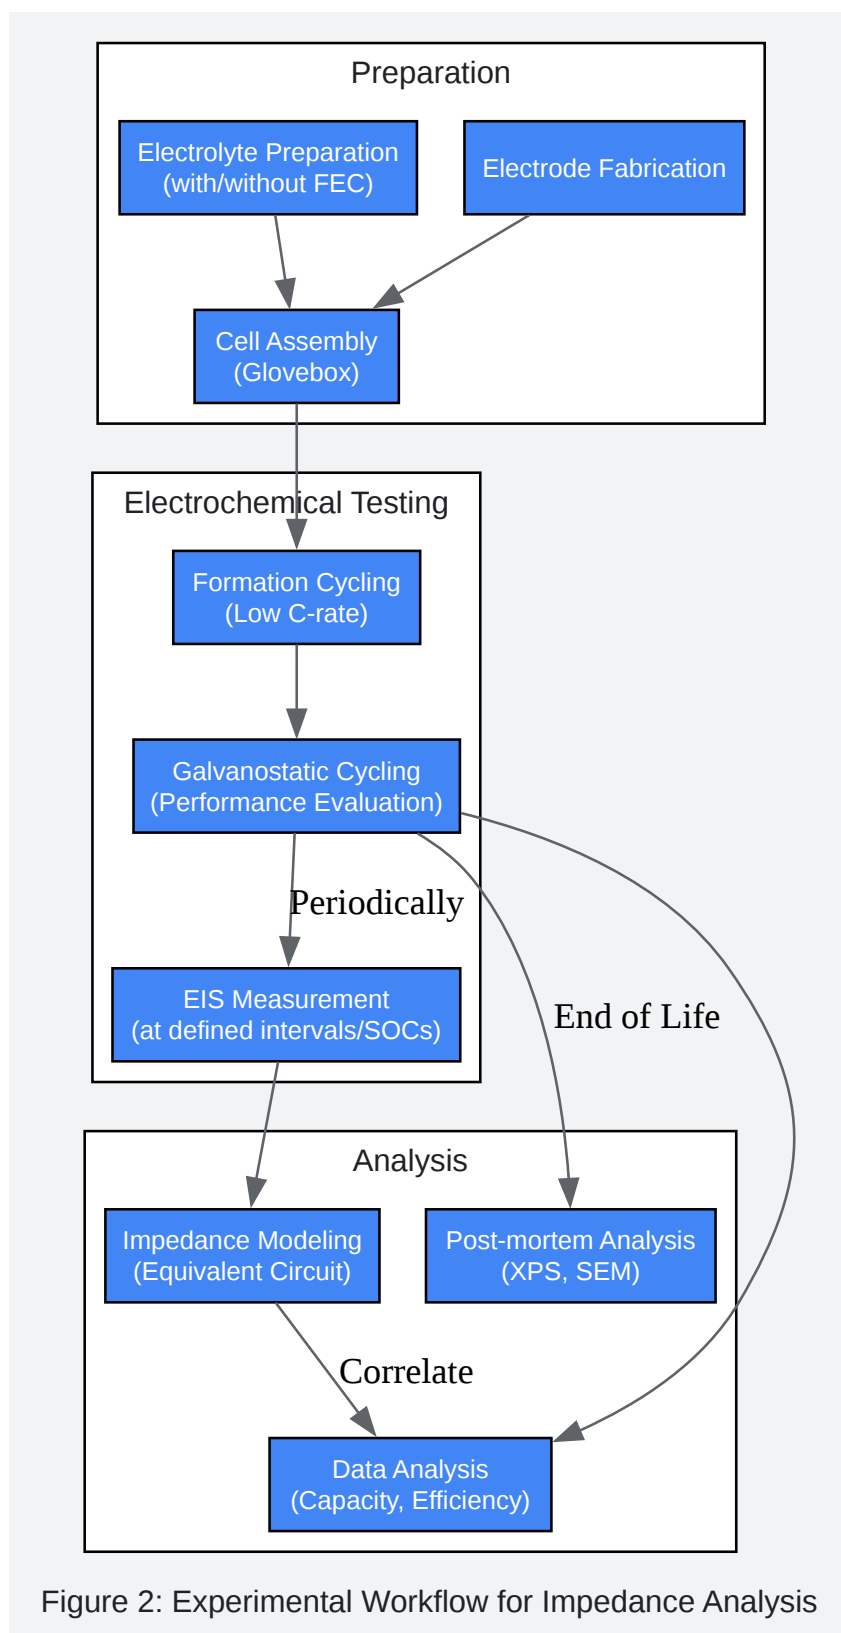 Preparation
Electrolyte Preparation
(with/without FEC)
Electrode Fabrication
Cell Assembly
(Glovebox)
Electrochemical Testing
Formation Cycling
(Low C-rate)
Galvanostatic Cycling
(Performance Evaluation)
Periodically
EIS Measurement
(at defined intervals/SOCs)
End of Life
Analysis
Impedance Modeling
(Equivalent Circuit)
Post-mortem Analysis
(XPS, SEM)
Correlate
Data Analysis
(Capacity, Efficiency)
Figure 2: Experimental Workflow for Impedance Analysis